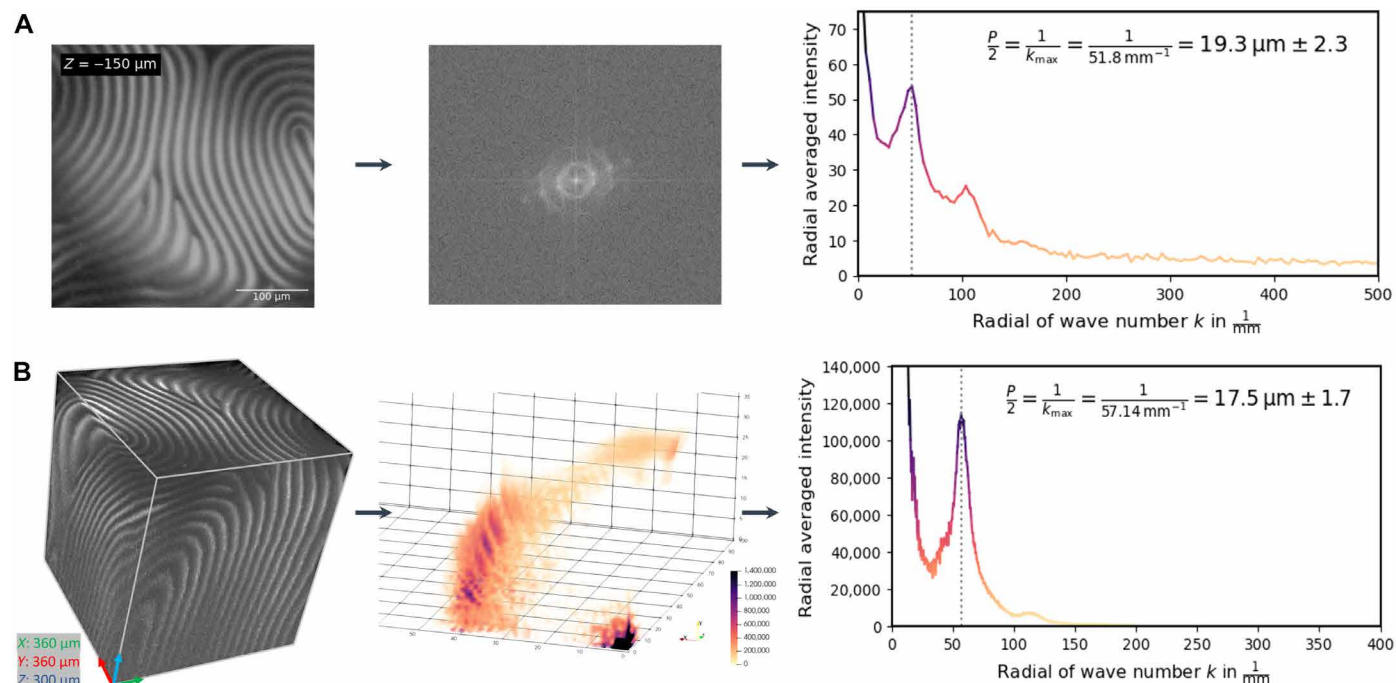 A
Z = −150 μm
100 μm
Radial averaged intensity
70
60
50
40
30
20
10
0
P/2 = 1/k_max = 1/51.8 mm⁻¹ = 19.3 μm ± 2.3
0 100 200 300 400 500
Radial of wave number k in 1/mm
B
X: 360 μm
Y: 360 μm
Z: 300 μm
1,400,000
1,200,000
1,000,000
800,000
600,000
400,000
200,000
0
Radial averaged intensity
140,000
120,000
100,000
80,000
60,000
40,000
20,000
0
P/2 = 1/k_max = 1/57.14 mm⁻¹ = 17.5 μm ± 1.7
0 50 100 150 200 250 300 350 400
Radial of wave number k in 1/mm